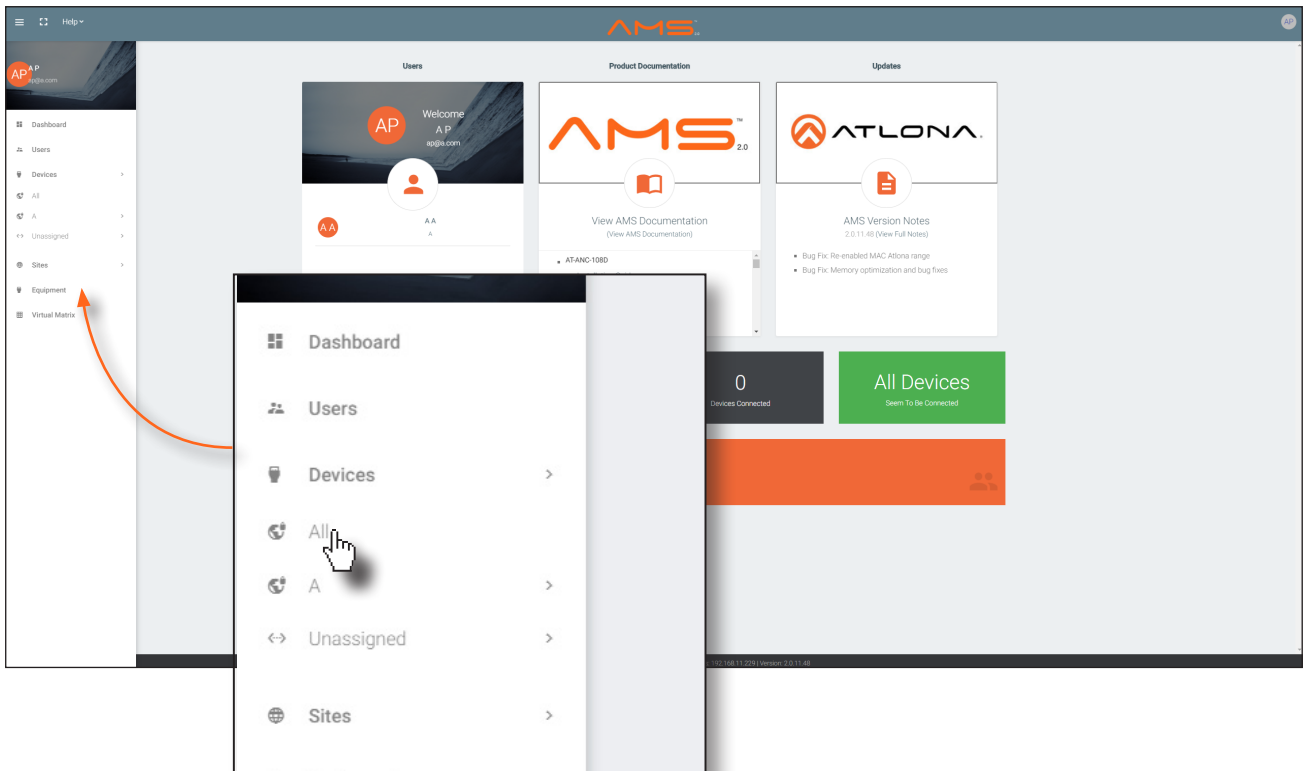 Help
AMS
AP
AP
A P
ap@a.com
Dashboard
Users
Devices
All
A
Unassigned
Sites
Equipment
Virtual Matrix
Users
Product Documentation
Updates
AP
Welcome
A P
ap@a.com
A A
A A
A
AMS™
2.0
View AMS Documentation
(View AMS Documentation)
AT-ANC-108D
ATLONA.
AMS Version Notes
2.0.11.48 (View Full Notes)
Bug Fix: Re-enabled MAC Atlona range
Bug Fix: Memory optimization and bug fixes
0
Devices Connected
All Devices
Seem To Be Connected
192.168.11.229 | Version: 2.0.11.48
Dashboard
Users
Devices
All
A
Unassigned
Sites